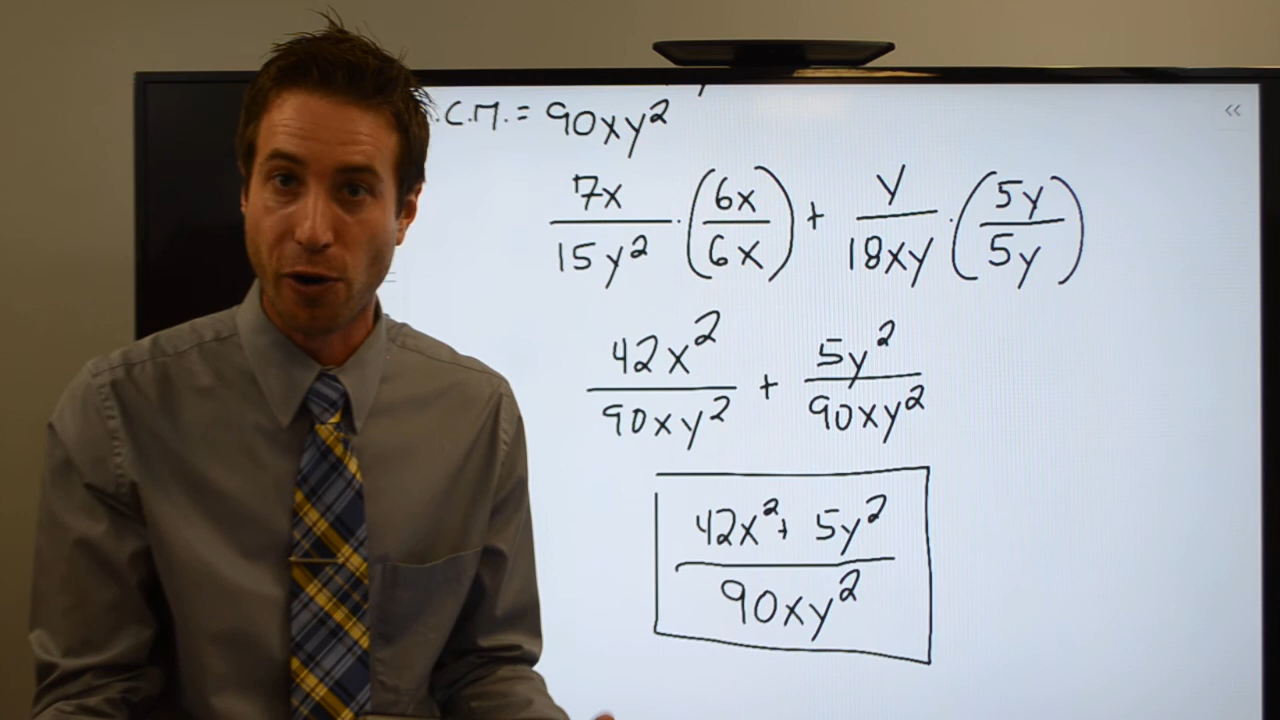 .C.M. = 90xy²
7x/15y² · (6x/6x) + y/18xy · (5y/5y)
42x²/90xy² + 5y²/90xy²
42x² + 5y²/90xy²